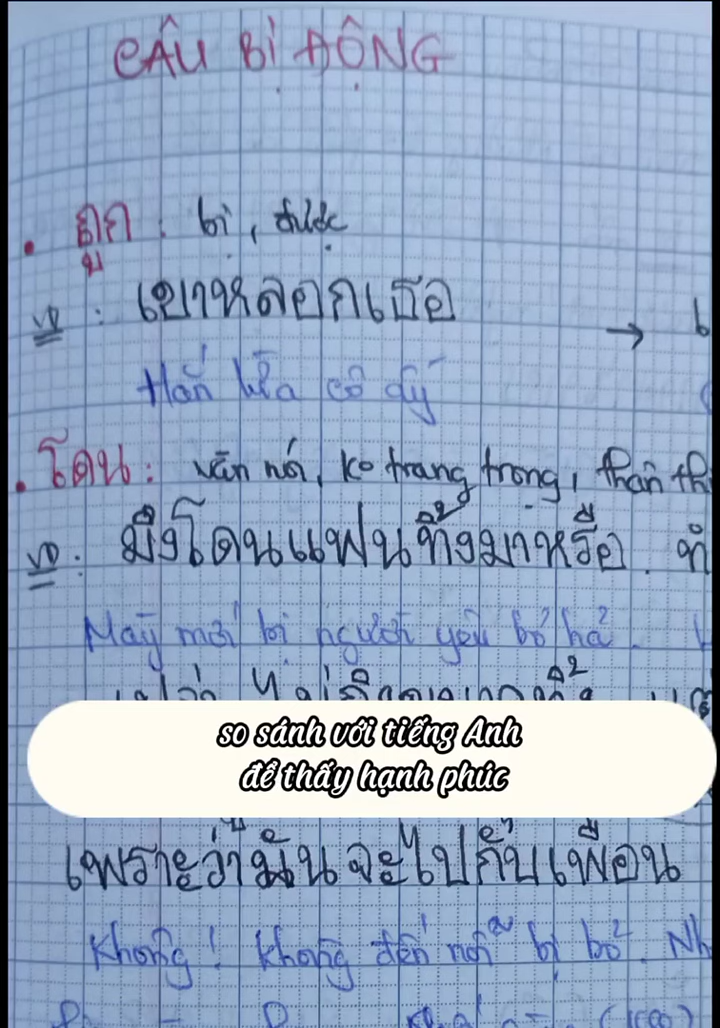 CÂU BỊ ĐỘNG
• ถูก : bị, được
VD : เขาหลอกเธอ →
Hắn lừa cô ấy
• โดน : văn nói, ko trang trọng, thân
VD : มึงโดนแฟนทิ้งมาหรือ.
Mày mới bị người yêu bỏ hả.
so sánh với tiếng Anh
để thấy hạnh phúc
เพราะว่ามันจะไปกับเพื่อน
Không! không đến nỗi bị bỏ.